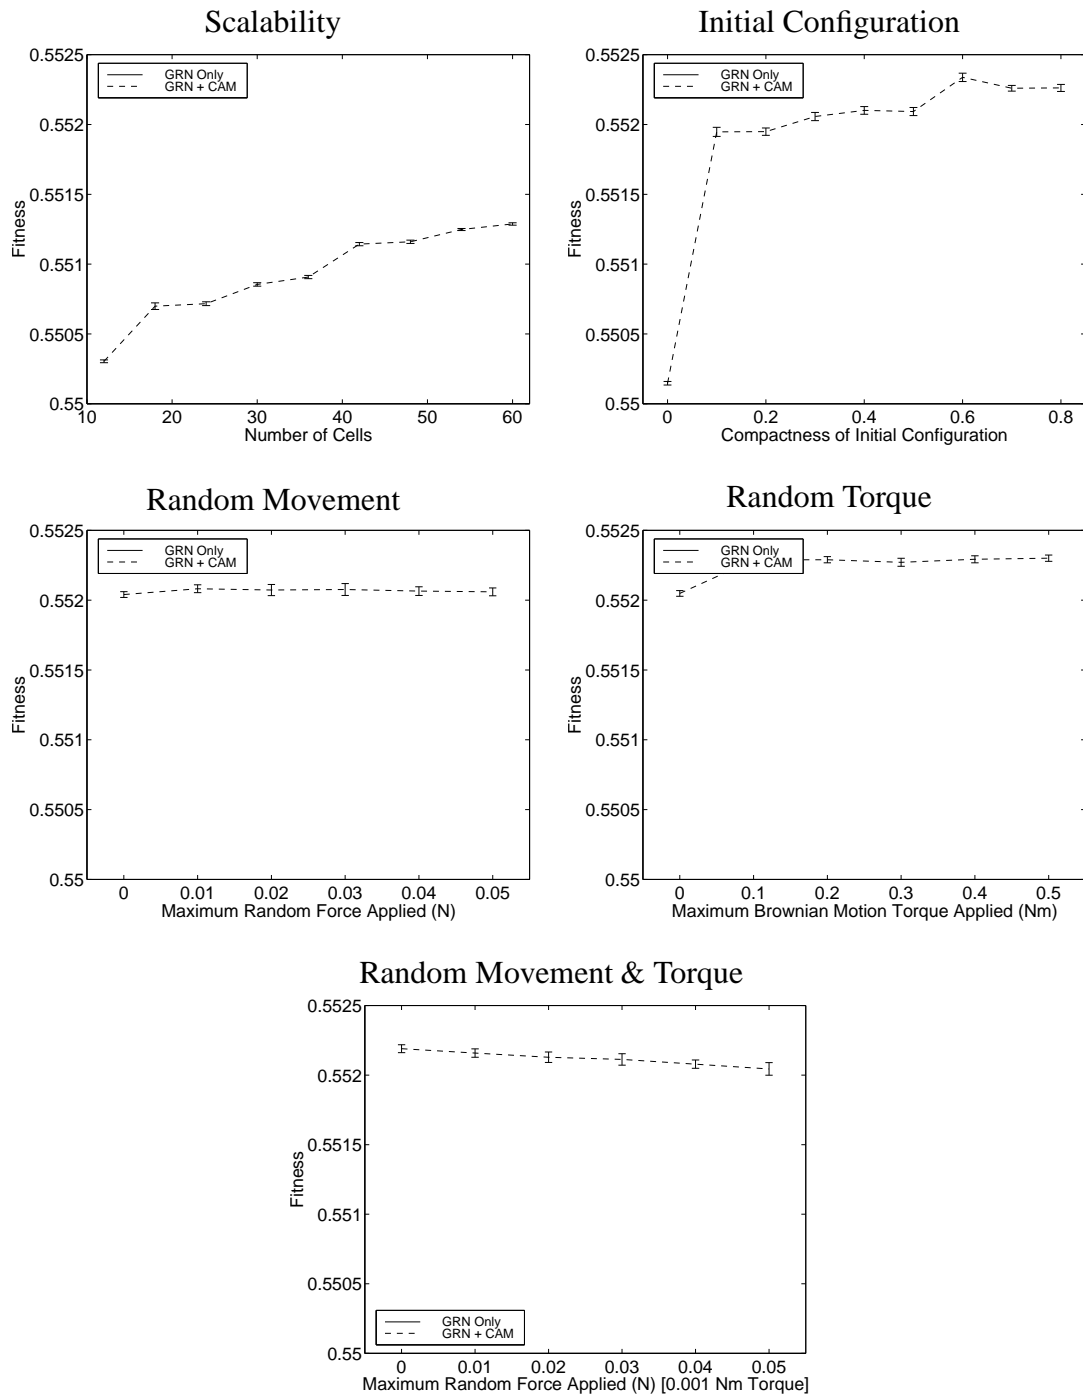 Scalability
0.5525
0.552
0.5515
0.551
0.5505
0.55
Fitness
GRN Only
GRN + CAM
10 20 30 40 50 60
Number of Cells
Initial Configuration
0.5525
0.552
0.5515
0.551
0.5505
0.55
Fitness
GRN Only
GRN + CAM
0 0.2 0.4 0.6 0.8
Compactness of Initial Configuration
Random Movement
0.5525
0.552
0.5515
0.551
0.5505
0.55
Fitness
GRN Only
GRN + CAM
0 0.01 0.02 0.03 0.04 0.05
Maximum Random Force Applied (N)
Random Torque
0.5525
0.552
0.5515
0.551
0.5505
0.55
Fitness
GRN Only
GRN + CAM
0 0.1 0.2 0.3 0.4 0.5
Maximum Brownian Motion Torque Applied (Nm)
Random Movement & Torque
0.5525
0.552
0.5515
0.551
0.5505
0.55
Fitness
GRN Only
GRN + CAM
0 0.01 0.02 0.03 0.04 0.05
Maximum Random Force Applied (N) [0.001 Nm Torque]